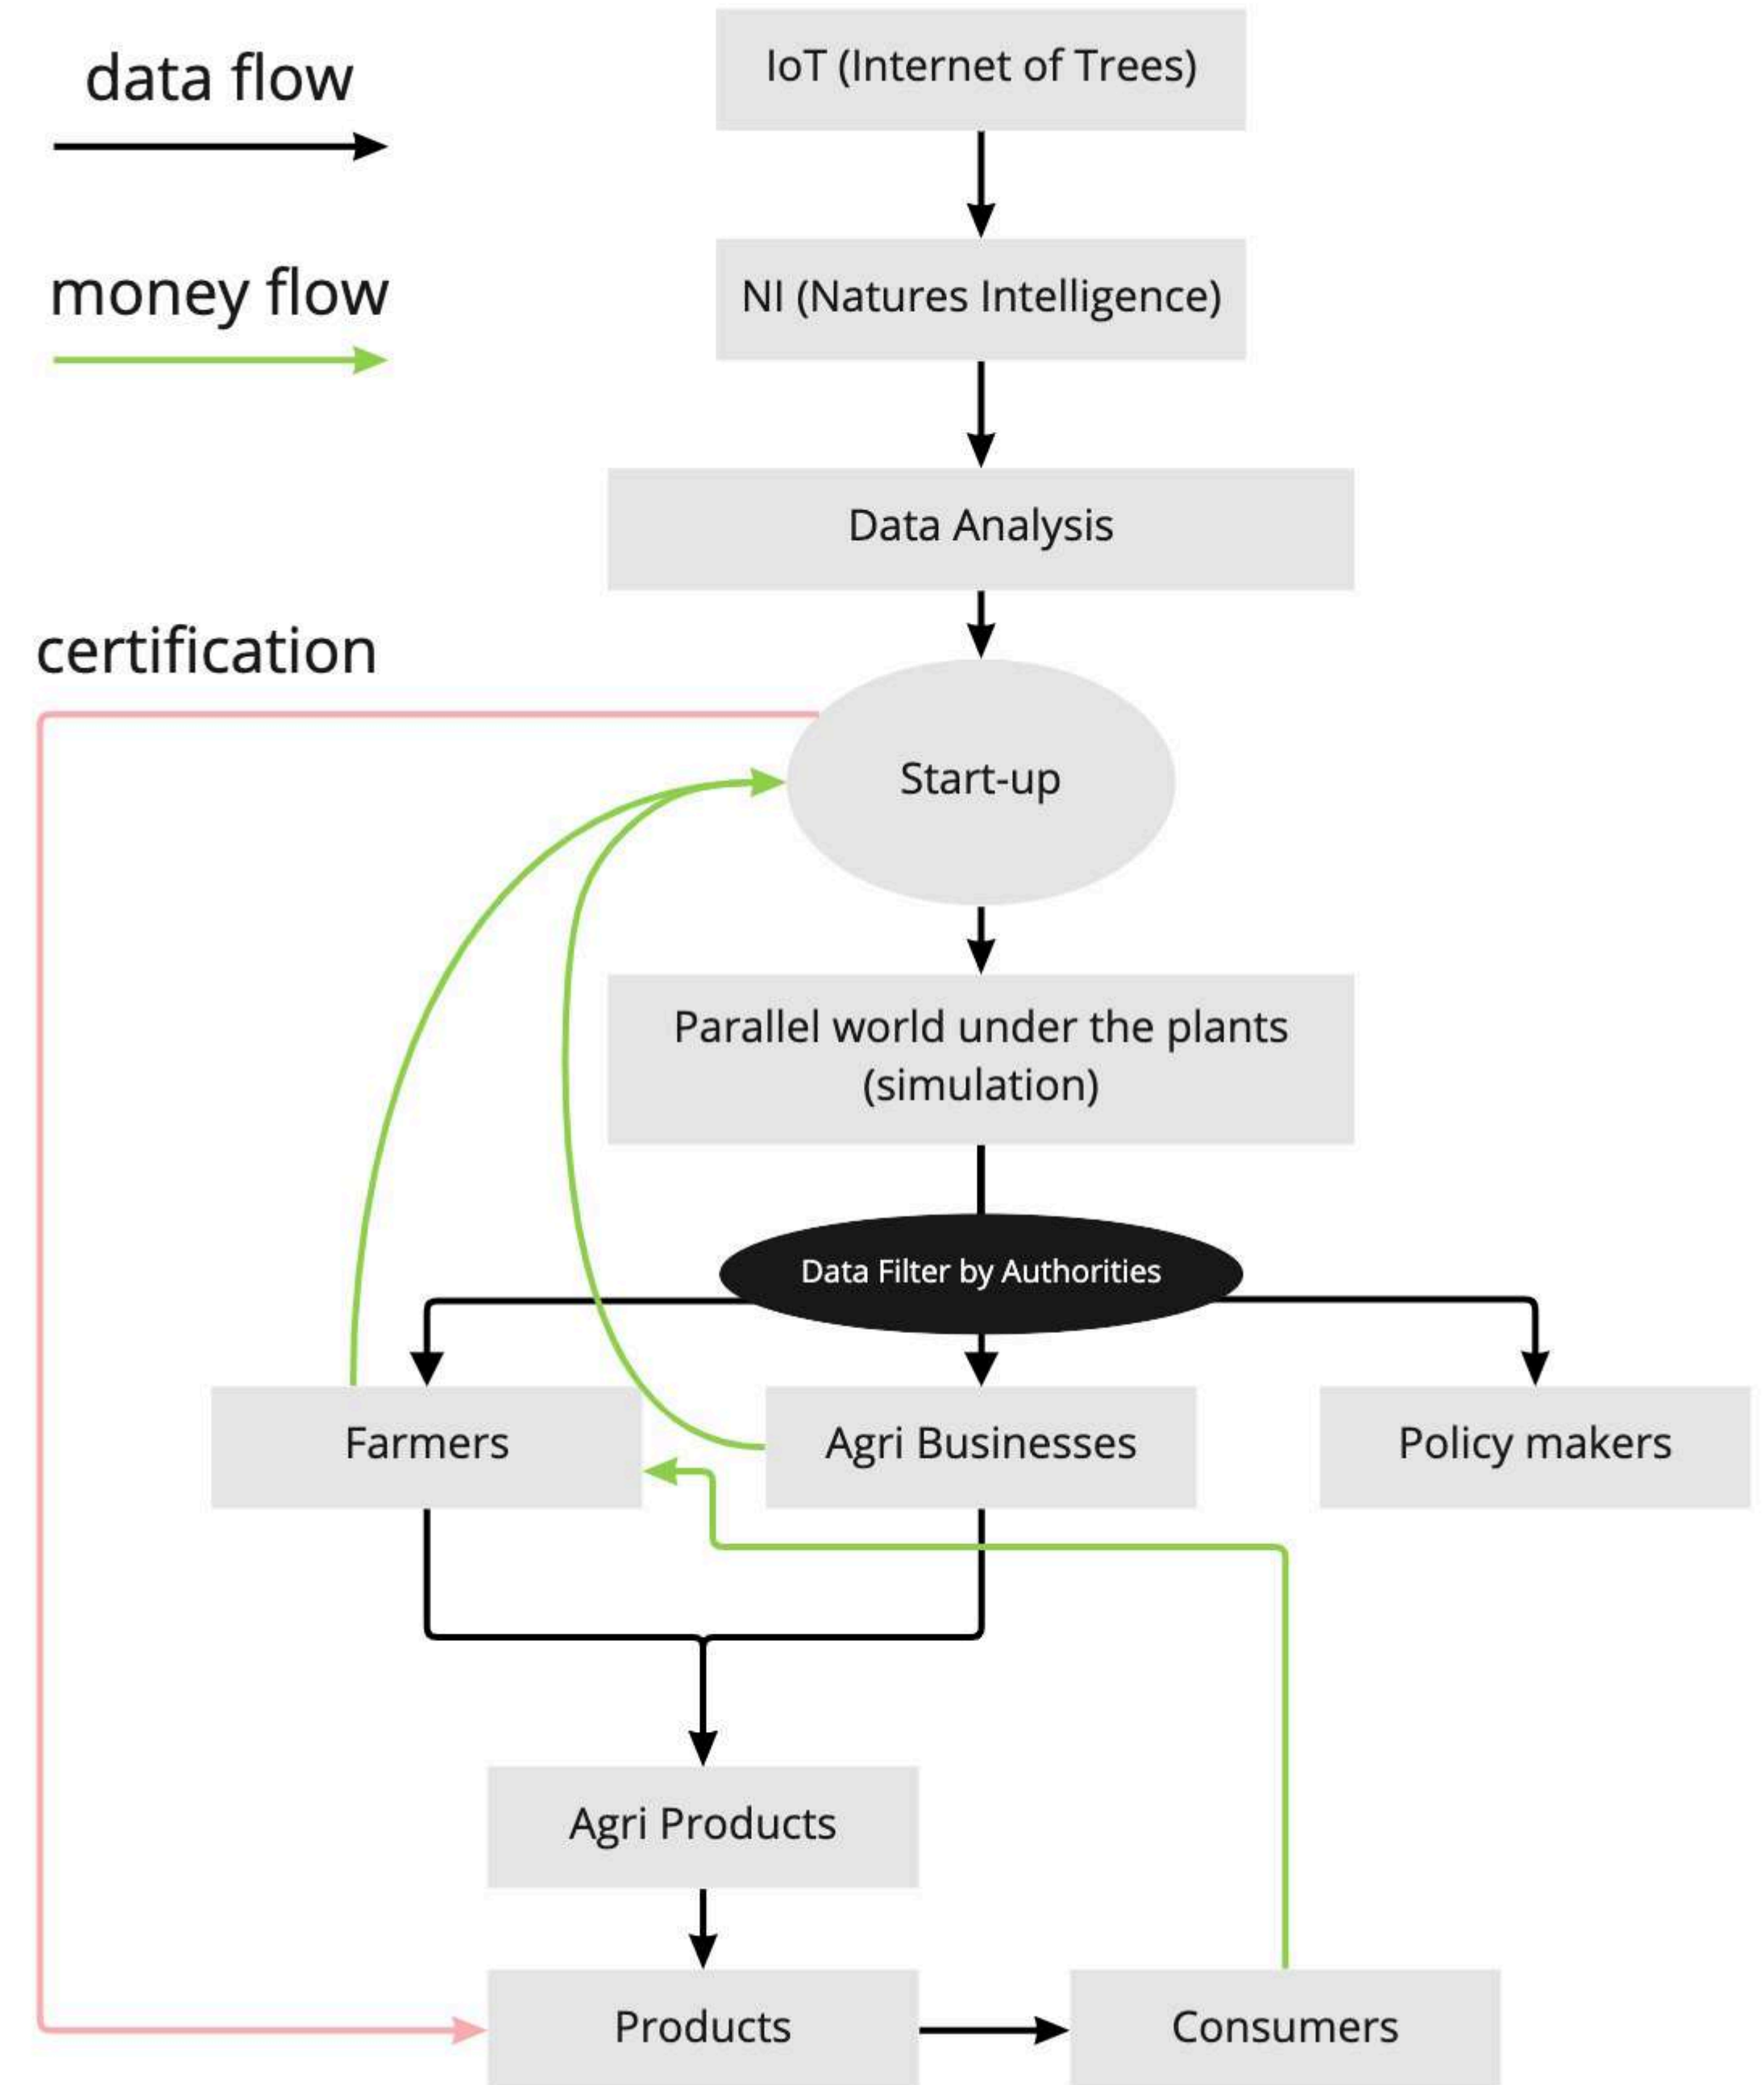 data flow
money flow
certification
IoT (Internet of Trees)
NI (Natures Intelligence)
Data Analysis
Start-up
Parallel world under the plants
(simulation)
Data Filter by Authorities
Farmers
Agri Businesses
Policy makers
Agri Products
Products
Consumers